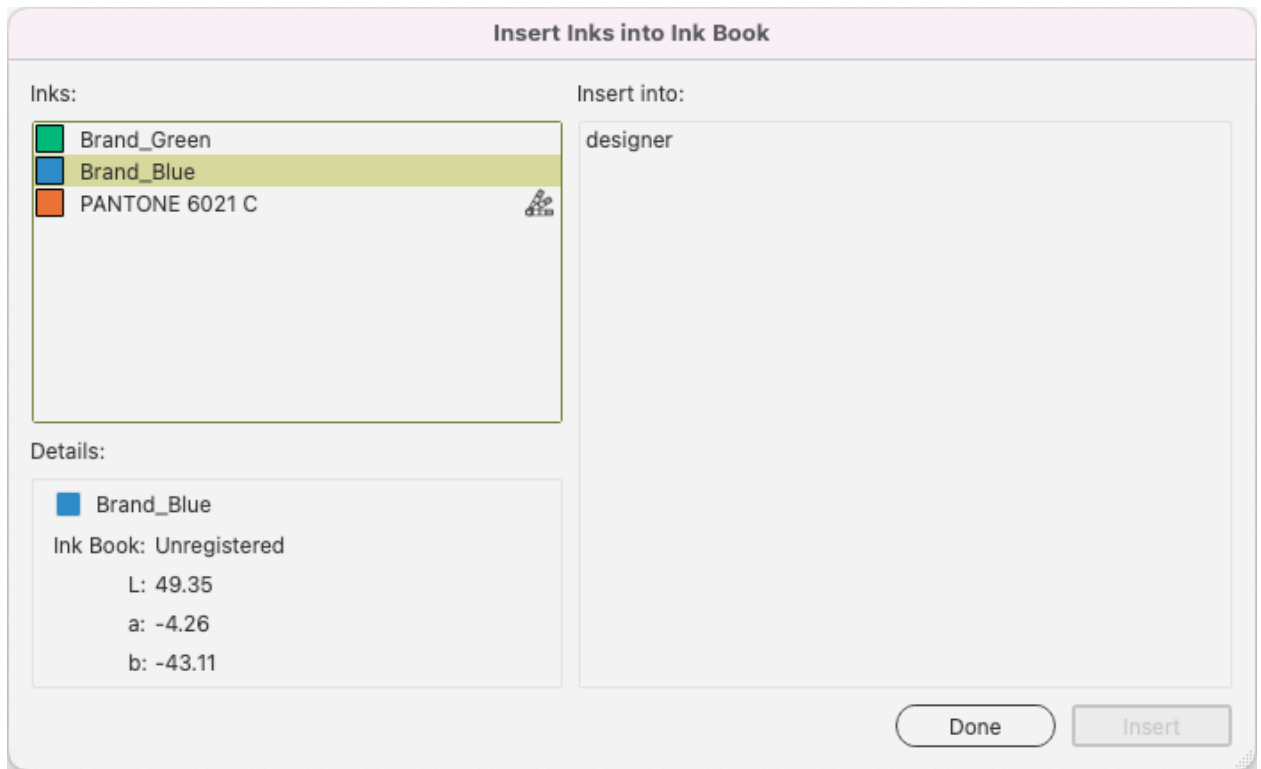 Insert Inks into Ink Book
Inks:
Brand_Green
Brand_Blue
PANTONE 6021 C
Details:
Brand_Blue
Ink Book: Unregistered
L: 49.35
a: -4.26
b: -43.11
Insert into:
designer
Done
Insert